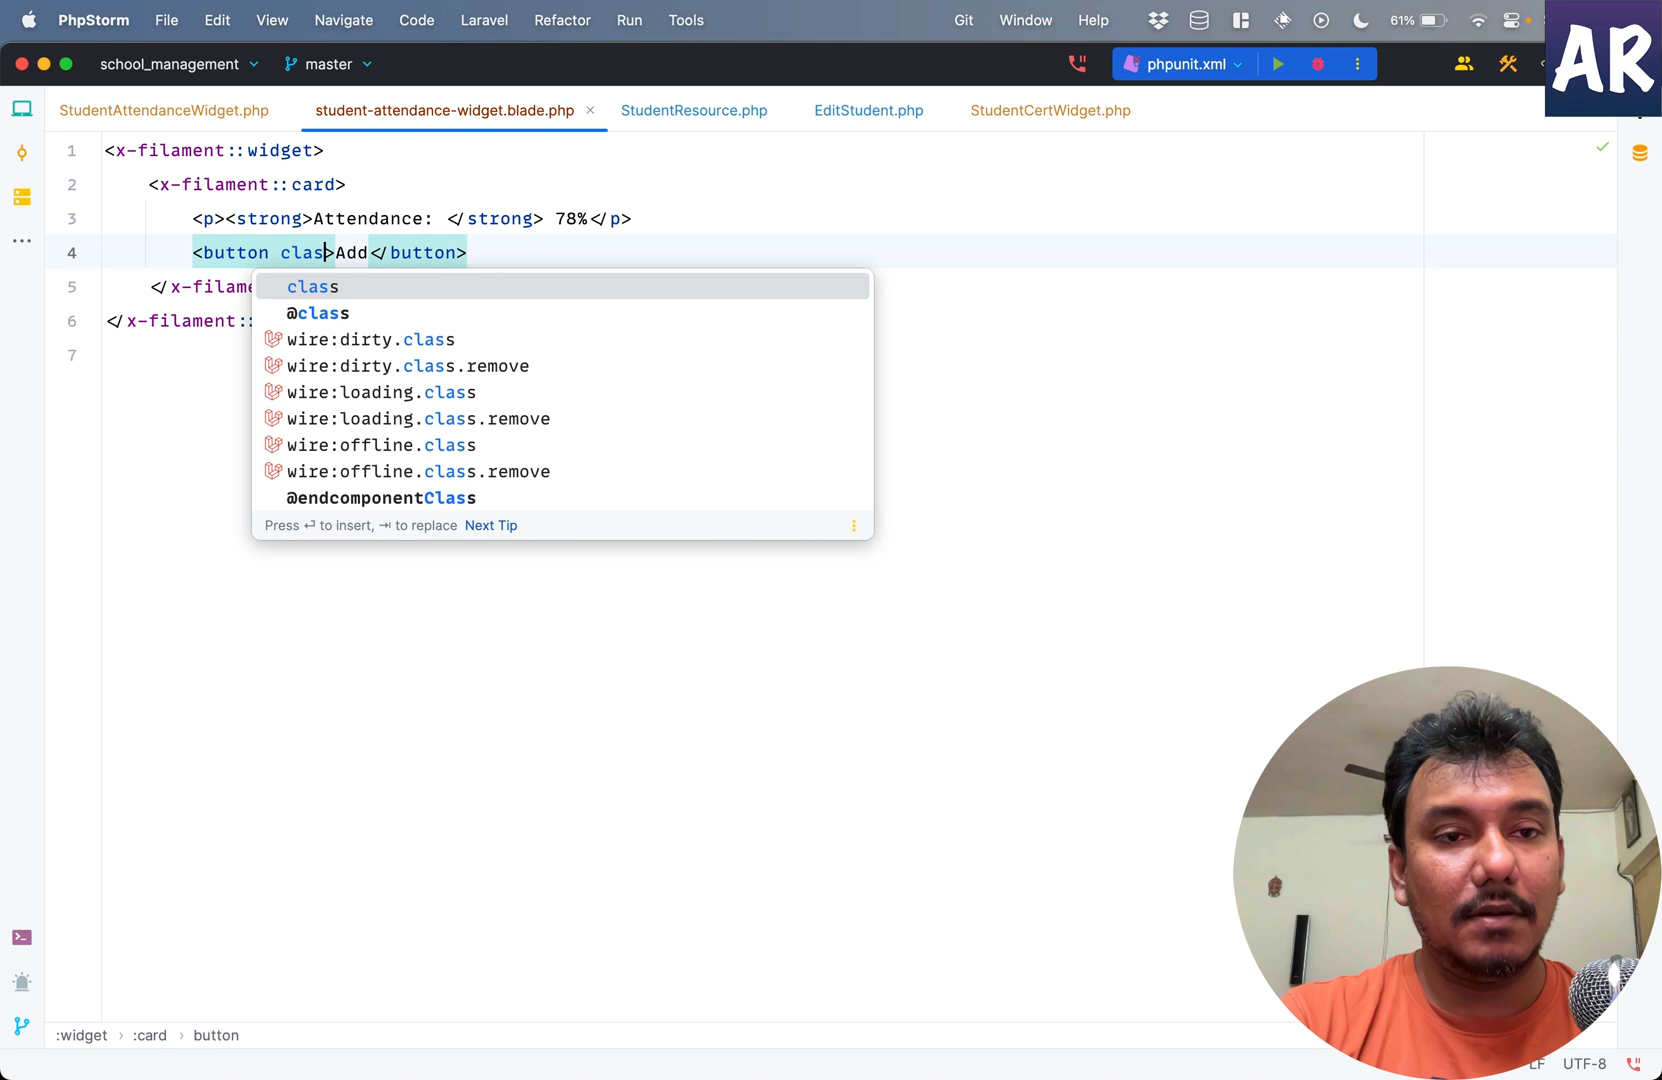 PhpStorm File Edit View Navigate Code Laravel Refactor Run Tools Git Window Help 61%
AR
school_management master phpunit.xml
StudentAttendanceWidget.php student-attendance-widget.blade.php StudentResource.php EditStudent.php StudentCertWidget.php
1 <x-filament::widget>
2 <x-filament::card>
3 <p><strong>Attendance: </strong> 78%</p>
4 <button clas>Add</button>
5 </x-filame
6 </x-filament::
7
class
@class
wire:dirty.class
wire:dirty.class.remove
wire:loading.class
wire:loading.class.remove
wire:offline.class
wire:offline.class.remove
@endcomponentClass
Press ⏎ to insert, ⇥ to replace Next Tip
:widget › :card › button
LF UTF-8